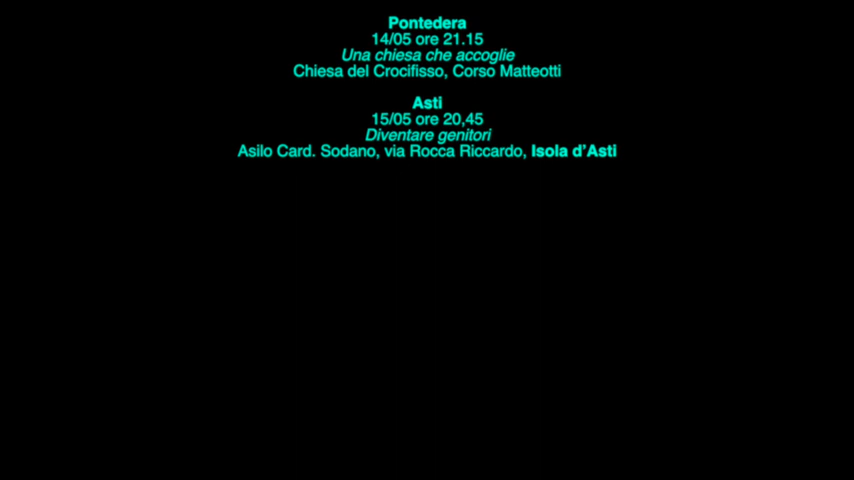 Pontedera
14/05 ore 21.15
Una chiesa che accoglie
Chiesa del Crocifisso, Corso Matteotti
Asti
15/05 ore 20,45
Diventare genitori
Asilo Card. Sodano, via Rocca Riccardo, Isola d'Asti